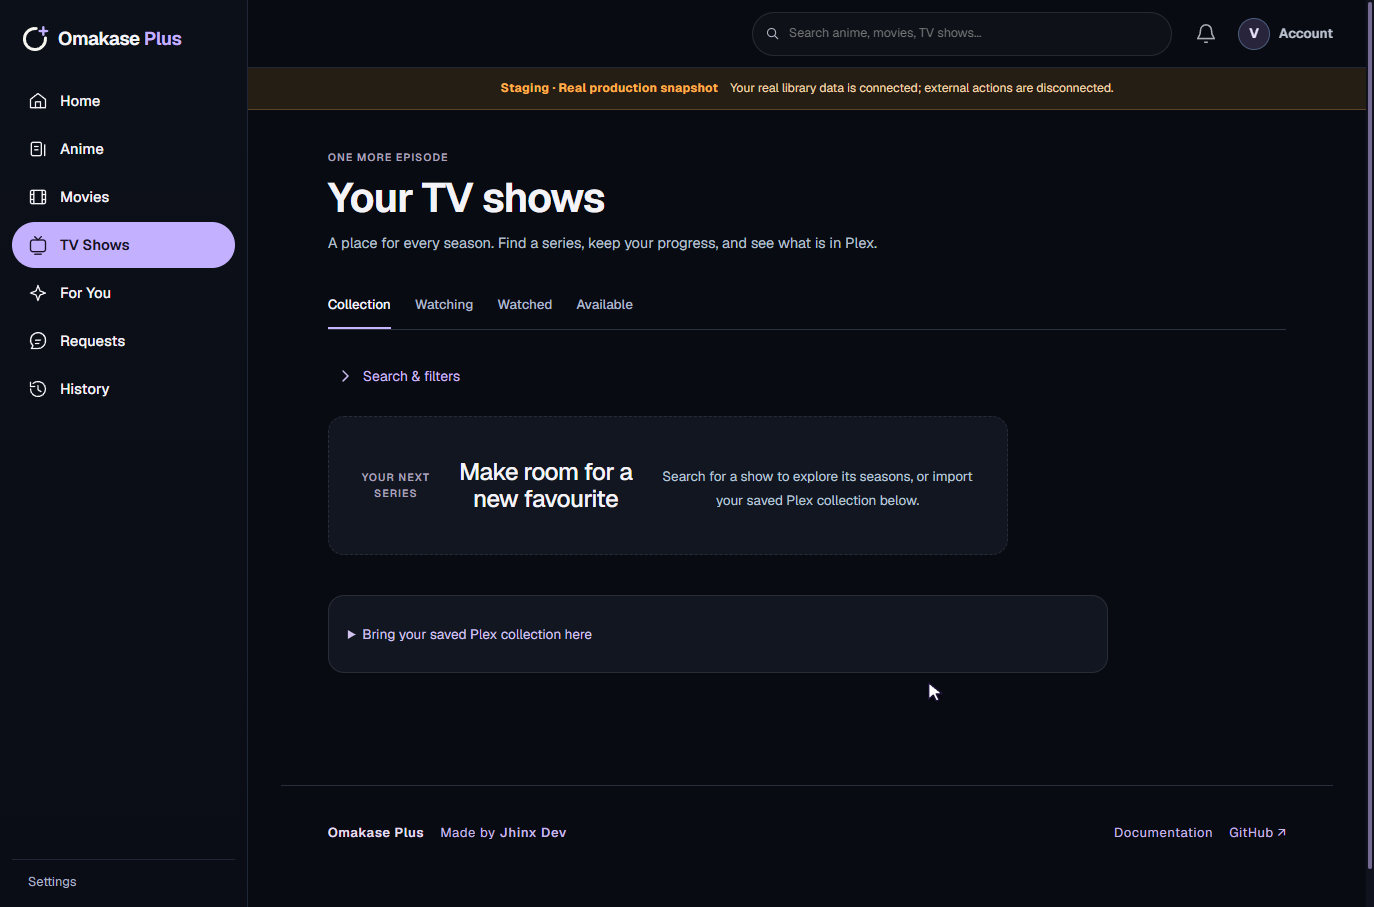 Omakase Plus
Search anime, movies, TV shows...
V
Account
Home
Anime
Movies
TV Shows
For You
Requests
History
Settings
Staging · Real production snapshot Your real library data is connected; external actions are disconnected.
ONE MORE EPISODE
Your TV shows
A place for every season. Find a series, keep your progress, and see what is in Plex.
Collection Watching Watched Available
Search & filters
YOUR NEXT
SERIES
Make room for a
new favourite
Search for a show to explore its seasons, or import
your saved Plex collection below.
Bring your saved Plex collection here
Omakase Plus Made by Jhinx Dev
Documentation GitHub